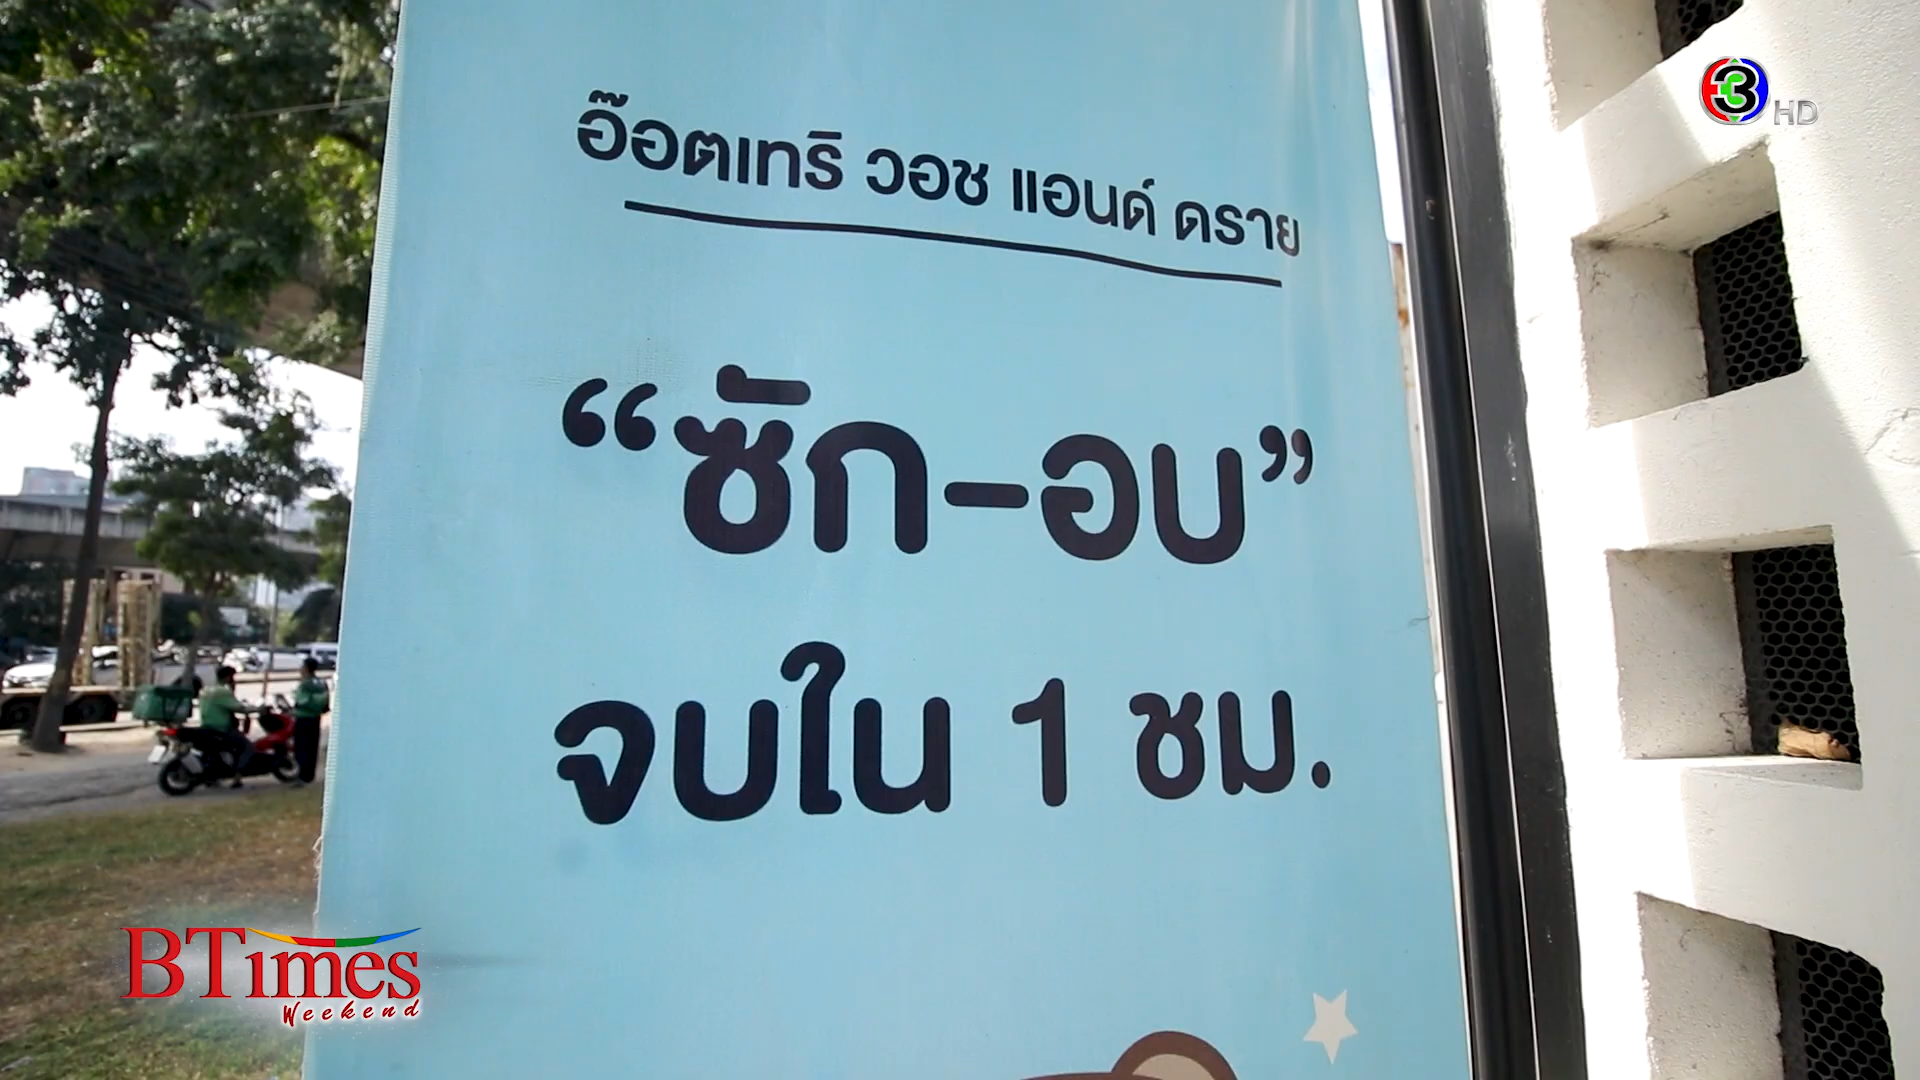 อ๊อตเทริ วอช แอนด์ ดราย
“ซัก-อบ”
จบใน 1 ชม.
3 HD
BTimes
Weekend